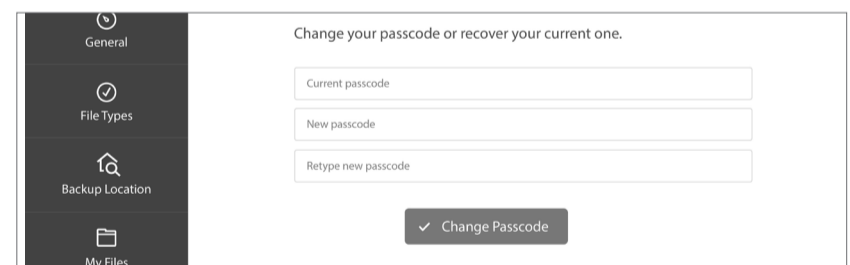 General
File Types
Backup Location
My Files
Change your passcode or recover your current one.
Current passcode
New passcode
Retype new passcode
Change Passcode